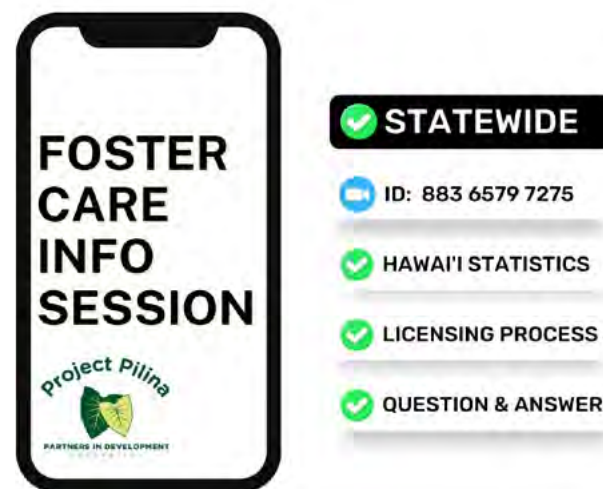 FOSTER
CARE
INFO
SESSION
Project Pilina
PARTNERS IN DEVELOPMENT
FOUNDATION
STATEWIDE
ID: 883 6579 7275
HAWAI'I STATISTICS
LICENSING PROCESS
QUESTION & ANSWER